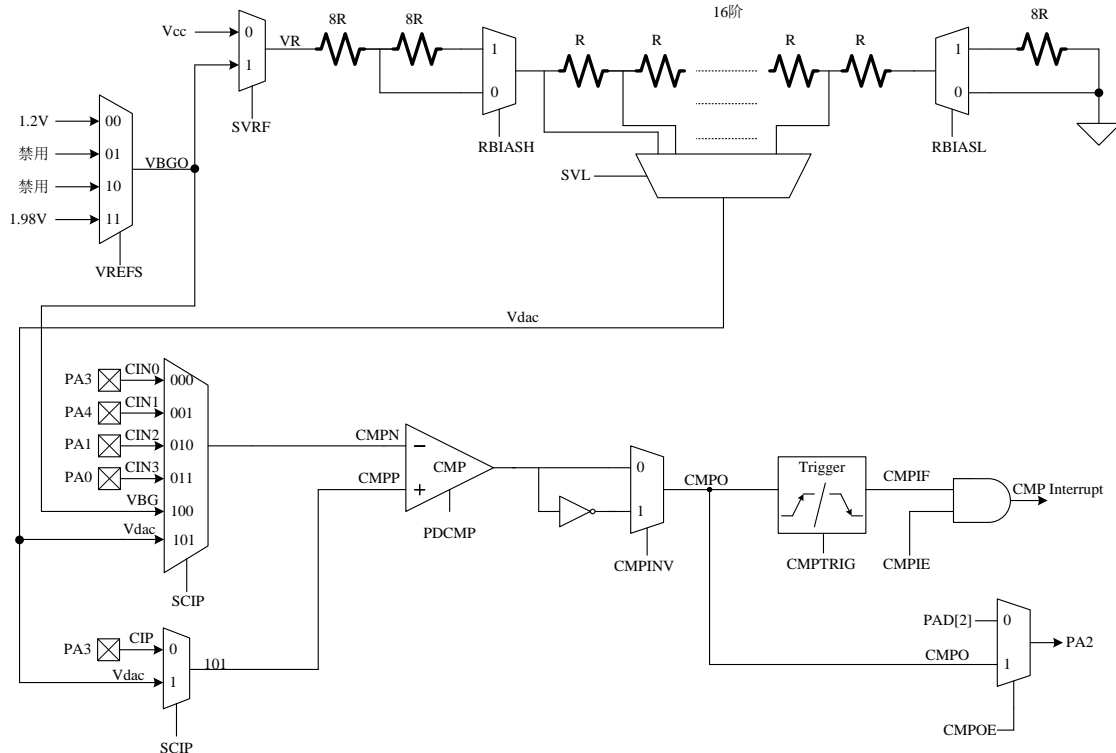 16阶
8R
8R
R
R
R
R
8R
Vcc
0
1
VR
1
0
1
0
SVRF
RBIASH
RBIASL
1.2V
00
禁用
01
VBGO
禁用
10
1.98V
11
VREFS
SVL
Vdac
PA3
CIN0
000
PA4
CIN1
001
PA1
CIN2
010
PA0
CIN3
011
VBG
100
Vdac
101
SCIP
CMPN
−
CMP
CMPP
+
PDCMP
0
1
CMPINV
CMPO
Trigger
CMPTRIG
CMPIF
CMPIE
CMP Interrupt
PA3
CIP
0
Vdac
1
101
SCIP
PAD[2]
0
CMPO
1
PA2
CMPOE